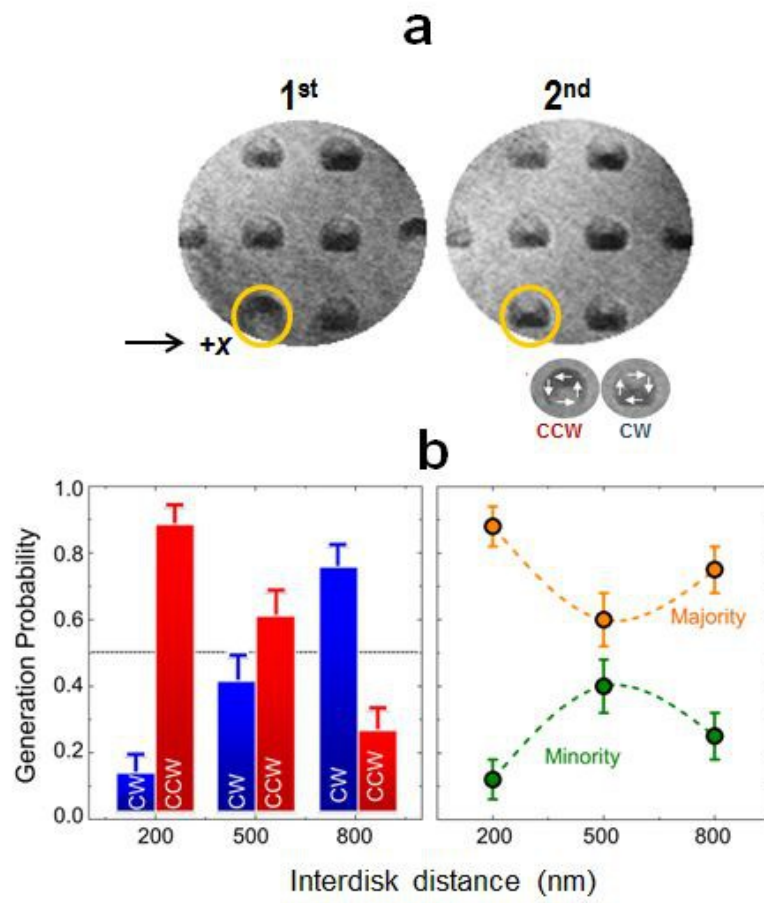 a
1st 2nd
+x
CCW CW
b
Generation Probability
1.0
0.8
0.6
0.4
0.2
0.0
CW CCW CW CCW CW CCW
Majority
Minority
200 500 800 200 500 800
Interdisk distance (nm)